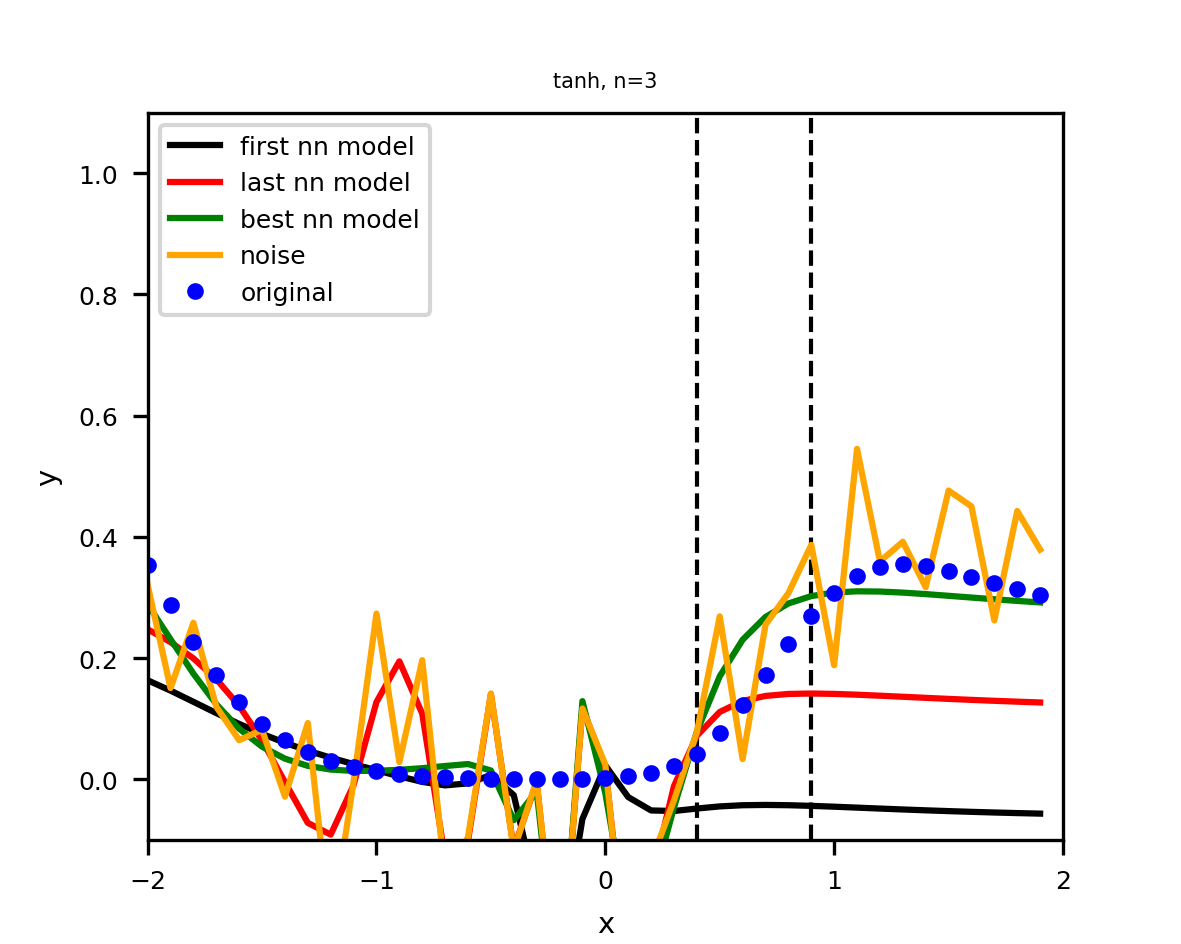 tanh, n=3
first nn model
last nn model
best nn model
noise
original
1.0
0.8
0.6
0.4
0.2
0.0
y
−2
−1
0
1
2
x